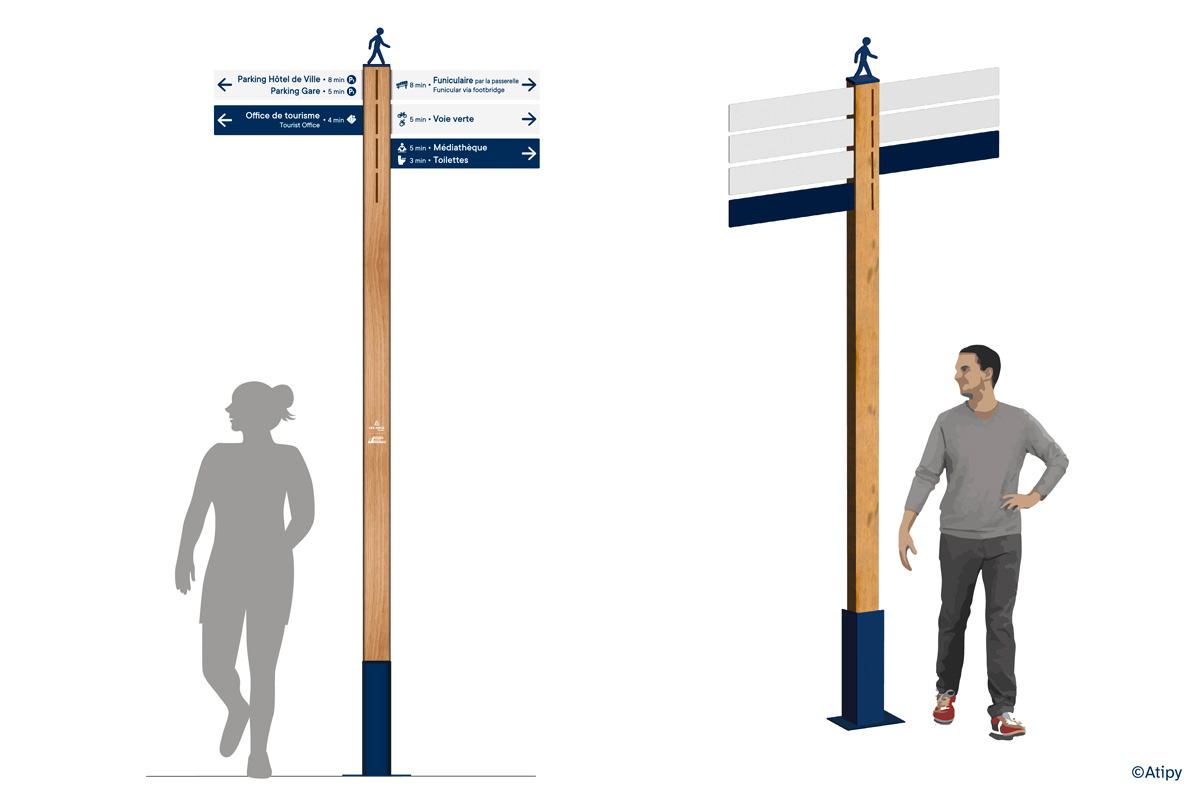 Parking Hôtel de Ville • 8 min P
Parking Gare • 5 min P
Office de tourisme • 4 min
Tourist Office
8 min • Funiculaire par la passerelle
Funicular via footbridge
5 min • Voie verte
5 min • Médiathèque
3 min • Toilettes
©Atipy